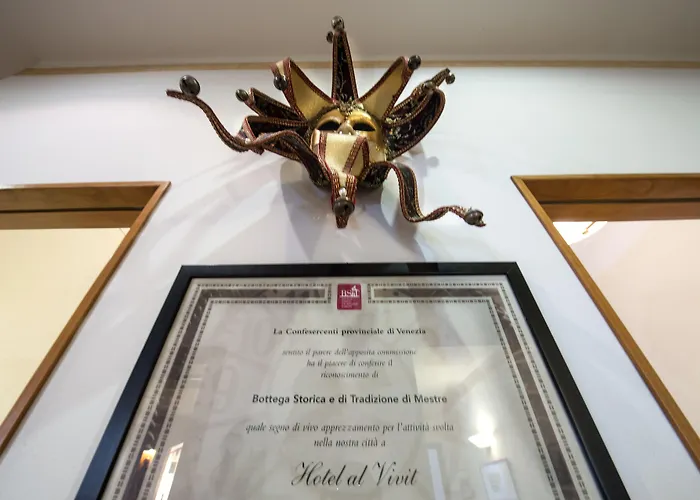 La Confesercenti provinciale di Venezia
sentito il parere dell'apposita commissione
ha il piacere di conferire il
riconoscimento di
Bottega Storica e di Tradizione di Mestre
quale segno di vivo apprezzamento per l'attività svolta
nella nostra città a
Hotel al Vivit